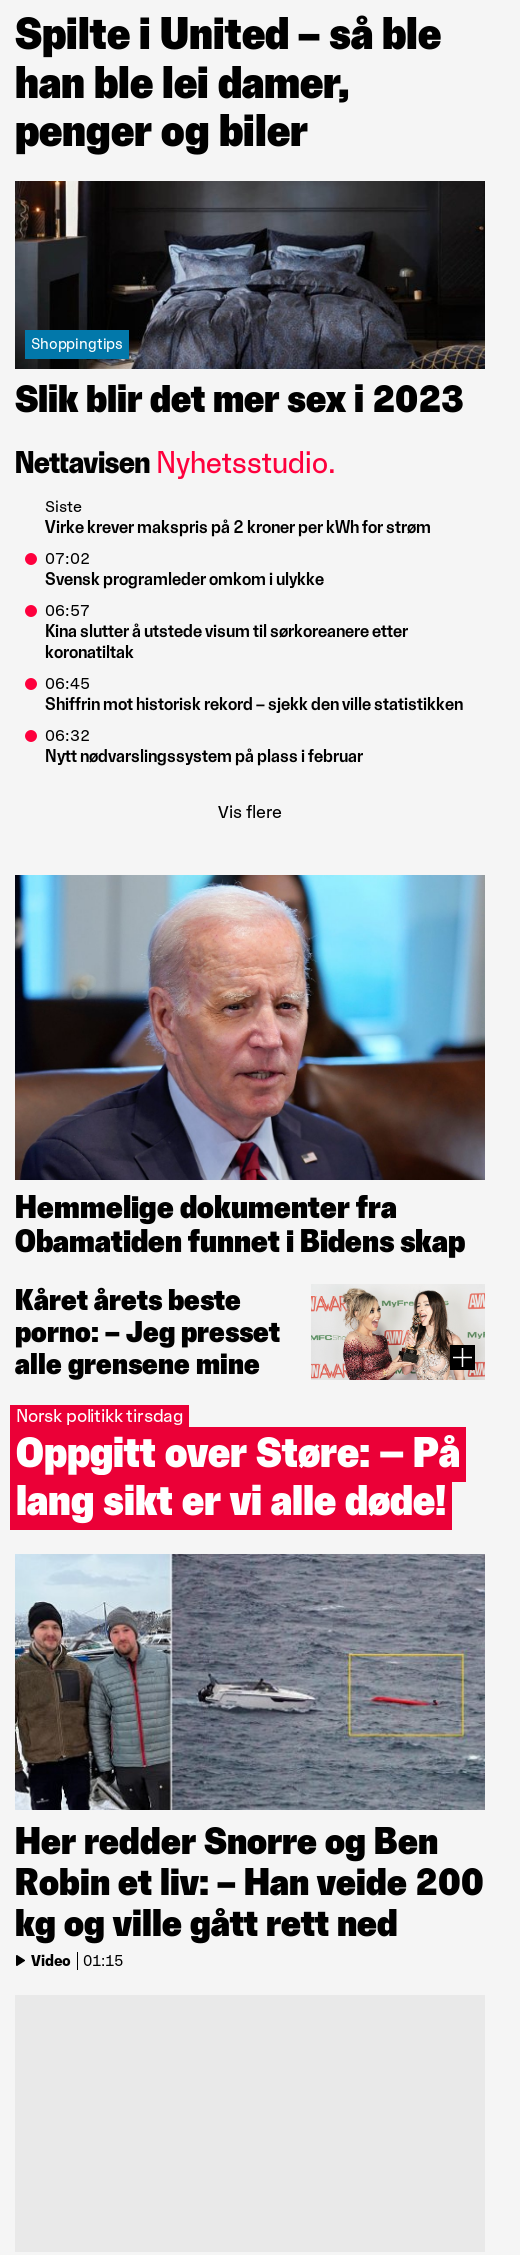 Spilte i United – så ble
han ble lei damer,
penger og biler
Shoppingtips
Slik blir det mer sex i 2023
Nettavisen Nyhetsstudio.
Siste
Virke krever makspris på 2 kroner per kWh for strøm
07:02
Svensk programleder omkom i ulykke
06:57
Kina slutter å utstede visum til sørkoreanere etter
koronatiltak
06:45
Shiffrin mot historisk rekord – sjekk den ville statistikken
06:32
Nytt nødvarslingssystem på plass i februar
Vis flere
Hemmelige dokumenter fra
Obamatiden funnet i Bidens skap
Kåret årets beste
porno: – Jeg presset
alle grensene mine
Norsk politikk tirsdag
Oppgitt over Støre: – På
lang sikt er vi alle døde!
Her redder Snorre og Ben
Robin et liv: – Han veide 200
kg og ville gått rett ned
Video 01:15